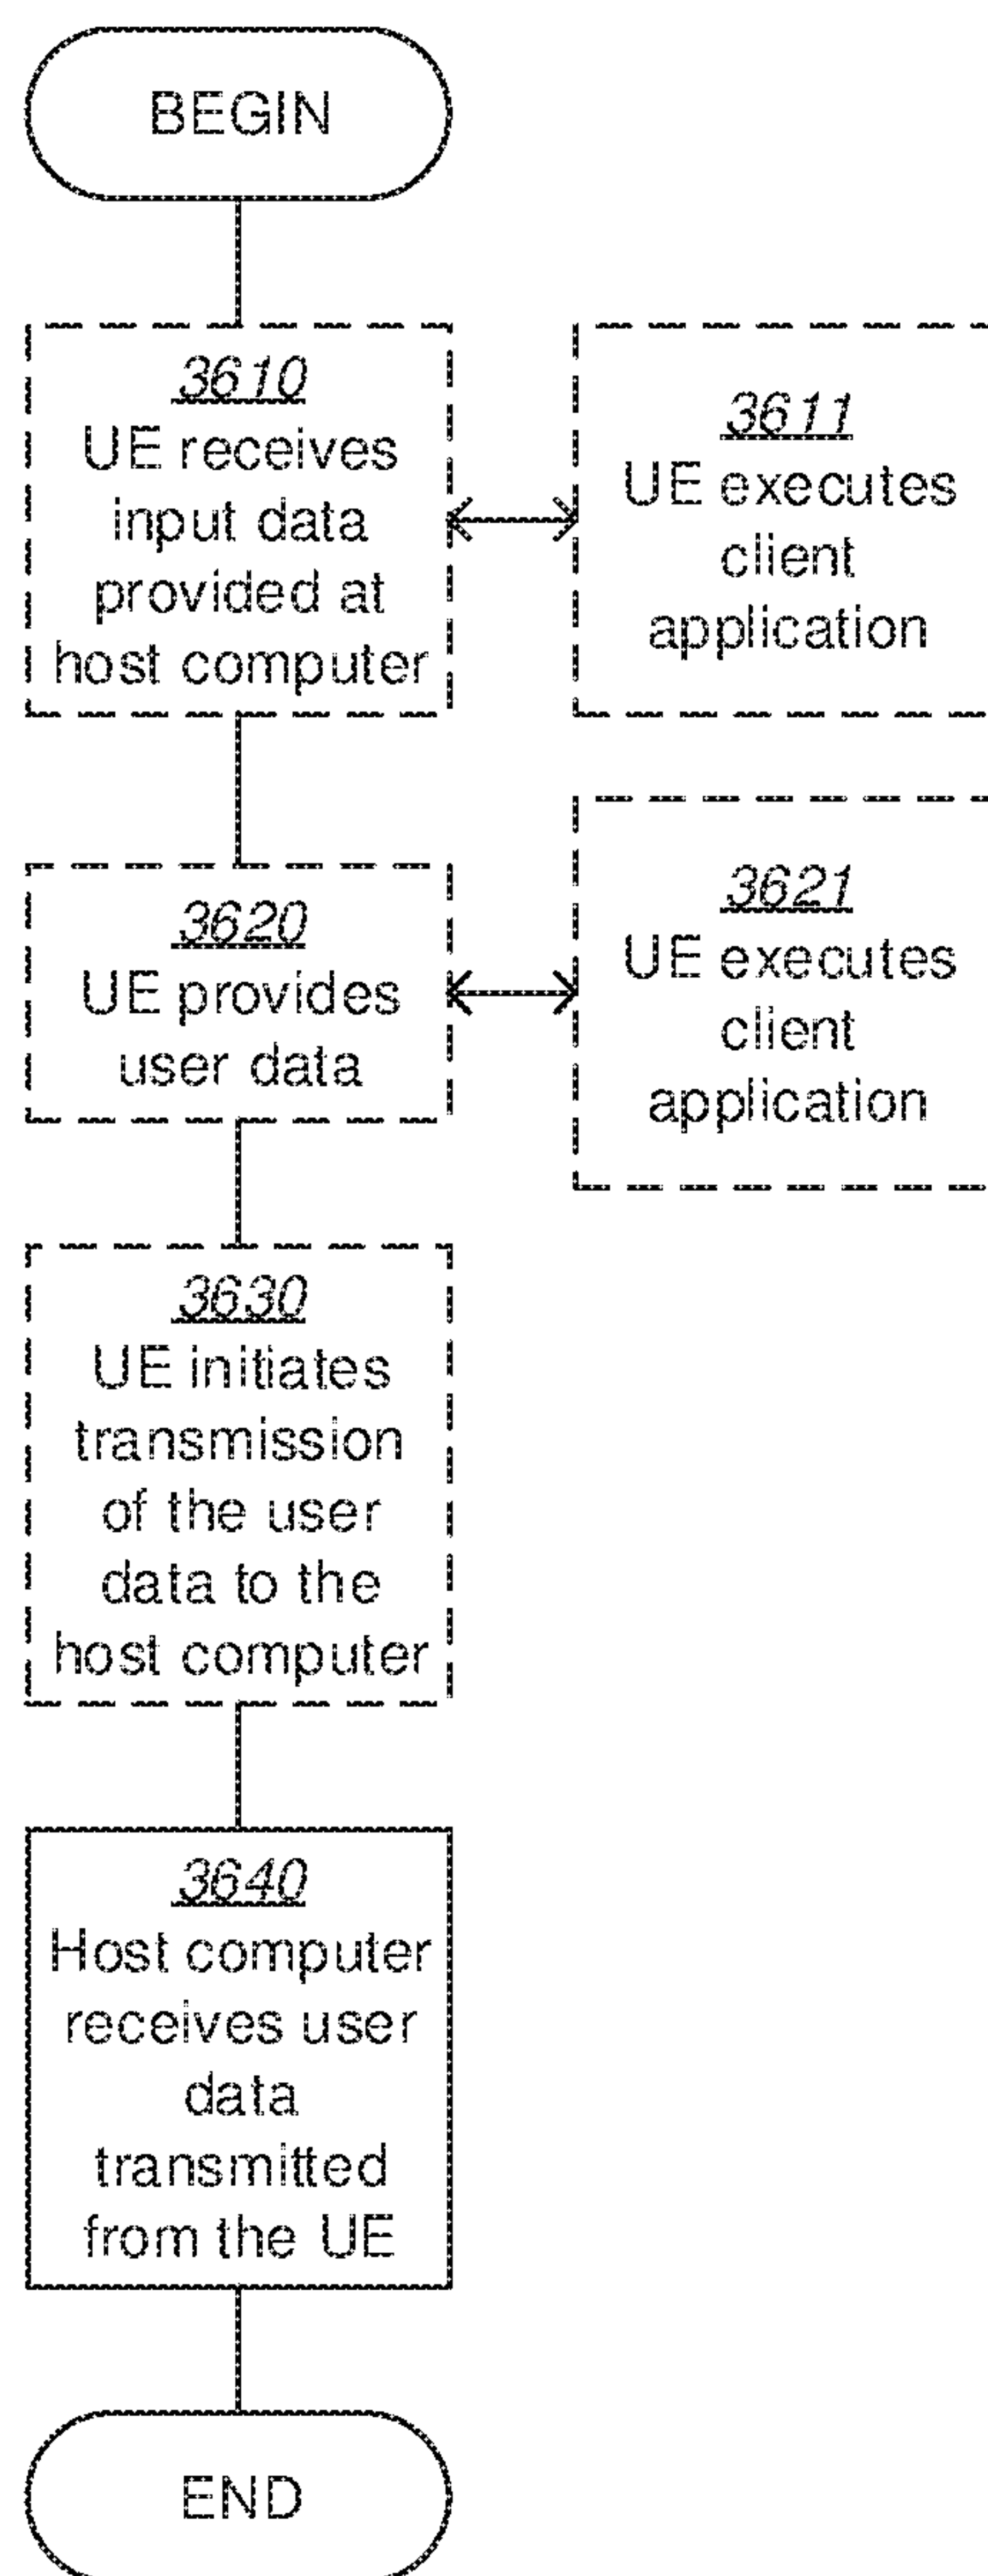 BEGIN
3610
UE receives
input data
provided at
host computer
3611
UE executes
client
application
3620
UE provides
user data
3621
UE executes
client
application
3630
UE initiates
transmission
of the user
data to the
host computer
3640
Host computer
receives user
data
transmitted
from the UE
END